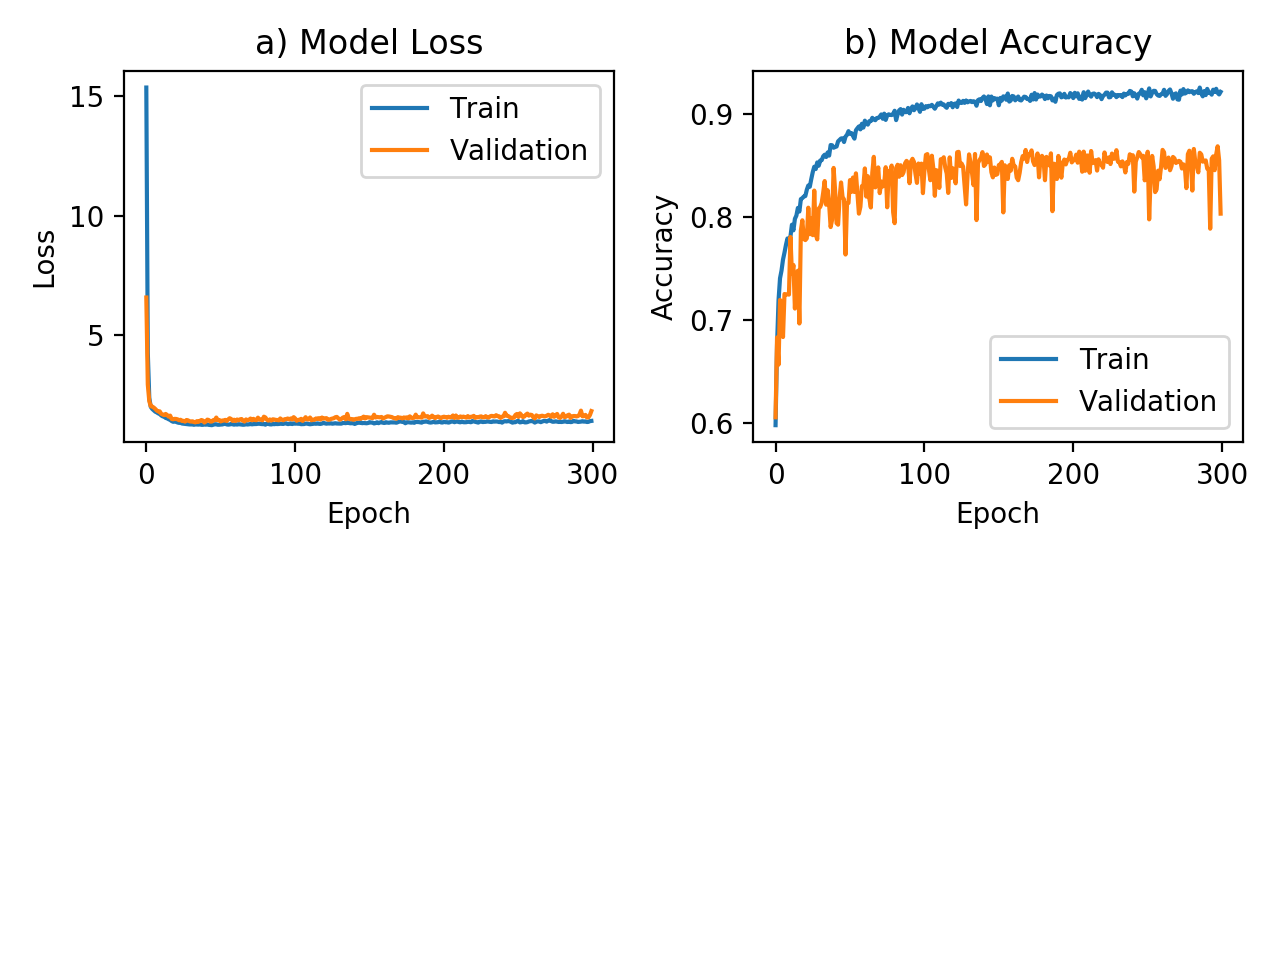 a) Model Loss
Train
Validation
15
10
5
Loss
0 100 200 300
Epoch
b) Model Accuracy
0.9
0.8
0.7
0.6
Accuracy
Train
Validation
0 100 200 300
Epoch